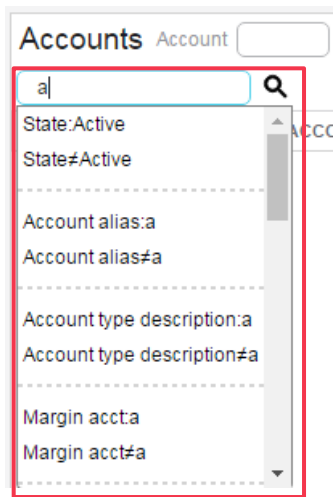 Accounts Account
a
ACCO
State:Active
State≠Active
Account alias:a
Account alias≠a
Account type description:a
Account type description≠a
Margin acct:a
Margin acct≠a